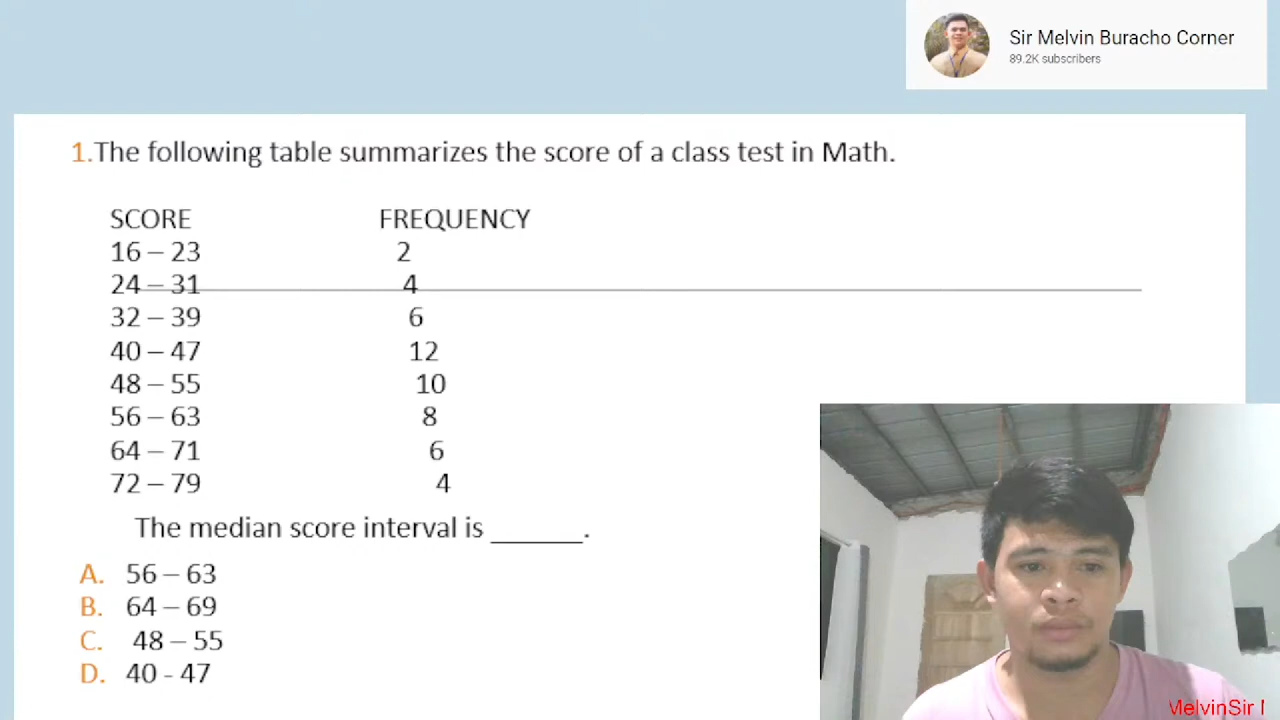 Sir Melvin Buracho Corner
89.2K subscribers
1.The following table summarizes the score of a class test in Math.
SCORE FREQUENCY
16 – 23 2
24 – 31 4
32 – 39 6
40 – 47 12
48 – 55 10
56 – 63 8
64 – 71 6
72 – 79 4
The median score interval is ______.
A. 56 – 63
B. 64 – 69
C. 48 – 55
D. 40 - 47
MelvinSir